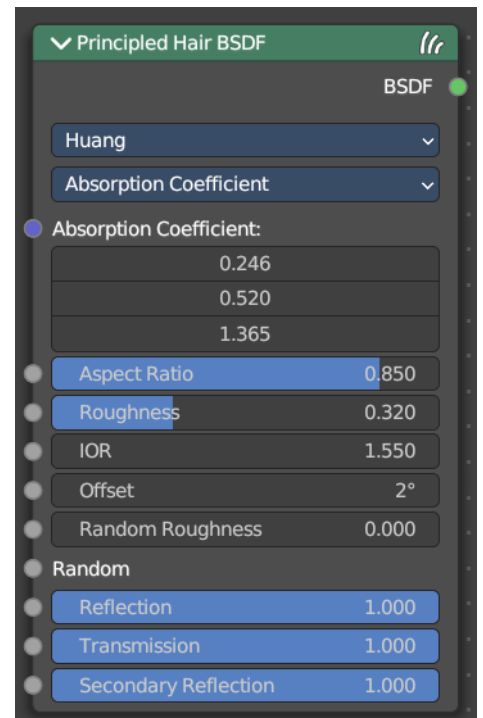 Principled Hair BSDF
BSDF
Huang
Absorption Coefficient
Absorption Coefficient:
0.246
0.520
1.365
Aspect Ratio 0.850
Roughness 0.320
IOR 1.550
Offset 2°
Random Roughness 0.000
Random
Reflection 1.000
Transmission 1.000
Secondary Reflection 1.000